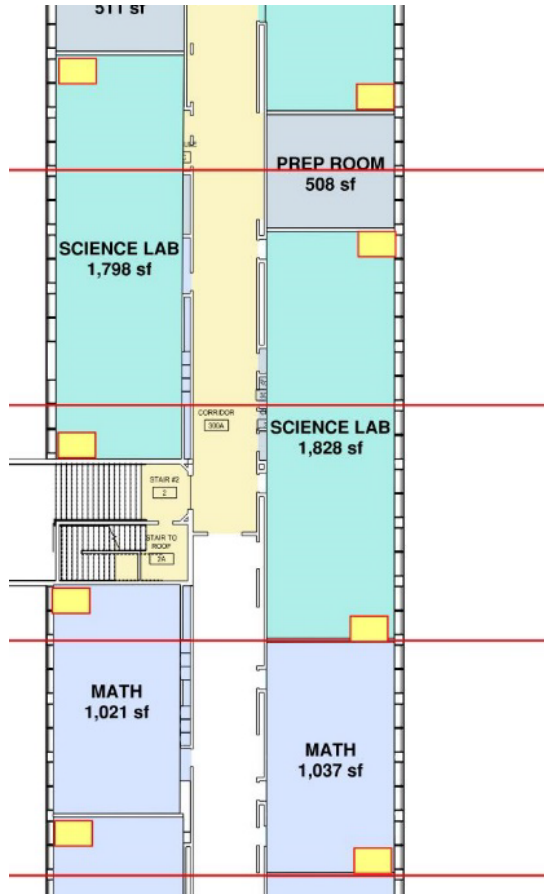 511 sf
PREP ROOM
508 sf
SCIENCE LAB
1,798 sf
CORRIDOR
300A
SCIENCE LAB
1,828 sf
STAIR #2
2
STAIR TO
ROOF
2A
MATH
1,021 sf
MATH
1,037 sf